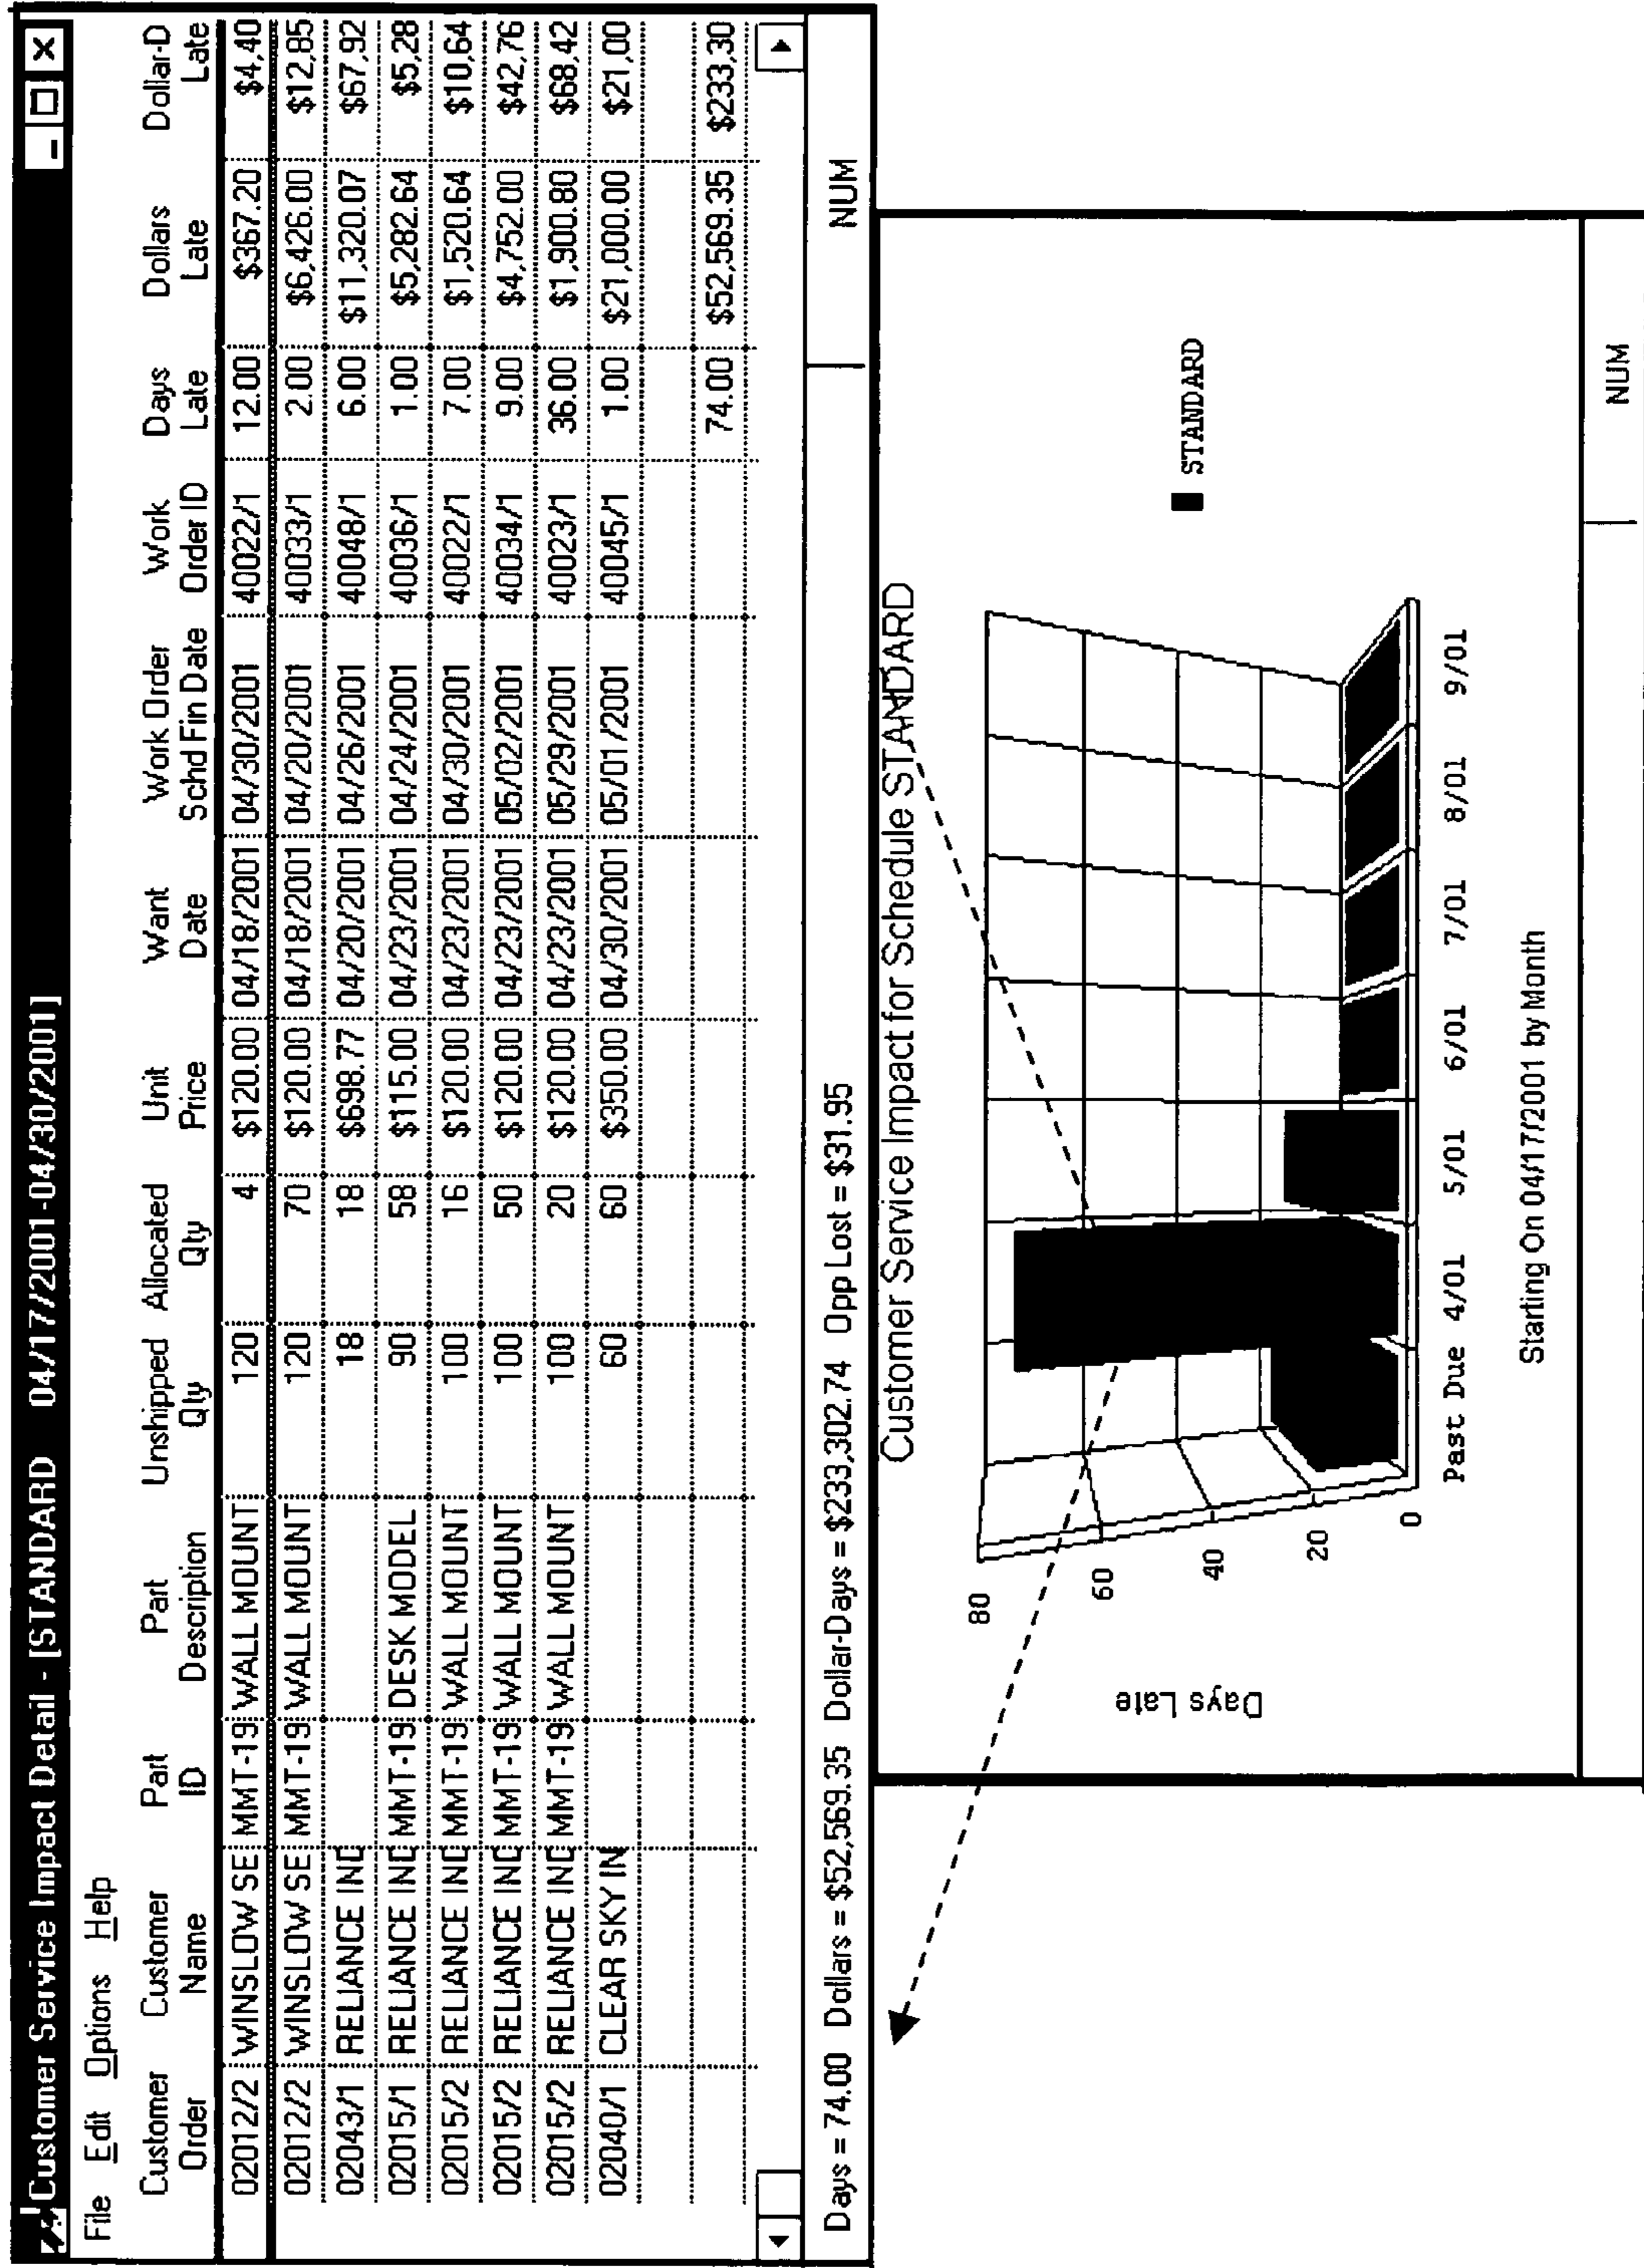 Customer Service Impact Detail - [STANDARD 04/17/2001-04/30/2001]
File Edit Options Help
Customer Customer Part Part Unshipped Allocated Unit Want Work Order Work Days Dollars Dollar-D
Order Name ID Description Qty Qty Price Date Schd Fin Date Order ID Late Late Late
02012/2 WINSLOW SE MMT-19 WALL MOUNT 120 4 $120.00 04/18/2001 04/30/2001 40022/1 12.00 $367.20 $4,40
02012/2 WINSLOW SE MMT-19 WALL MOUNT 120 70 $120.00 04/18/2001 04/20/2001 40033/1 2.00 $6,426.00 $12,85
02043/1 RELIANCE IND 18 18 $698.77 04/20/2001 04/26/2001 40048/1 6.00 $11,320.07 $67,92
02015/1 RELIANCE IND MMT-19 DESK MODEL 90 58 $115.00 04/23/2001 04/24/2001 40036/1 1.00 $5,282.64 $5,28
02015/2 RELIANCE IND MMT-19 WALL MOUNT 100 16 $120.00 04/23/2001 04/30/2001 40022/1 7.00 $1,520.64 $10,64
02015/2 RELIANCE IND MMT-19 WALL MOUNT 100 50 $120.00 04/23/2001 05/02/2001 40034/1 9.00 $4,752.00 $42,76
02015/2 RELIANCE IND MMT-19 WALL MOUNT 100 20 $120.00 04/23/2001 05/29/2001 40023/1 36.00 $1,900.80 $68,42
02040/1 CLEAR SKY IN 60 60 $350.00 04/30/2001 05/01/2001 40045/1 1.00 $21,000.00 $21,00
74.00 $52,569.35 $233,30
Days = 74.00 Dollars = $52,569.35 Dollar-Days = $233,302.74 Opp Lost = $31.95
NUM
Customer Service Impact for Schedule STANDARD
80
60
40
20
0
Days Late
STANDARD
Past Due 4/01 5/01 6/01 7/01 8/01 9/01
Starting On 04/17/2001 by Month
NUM